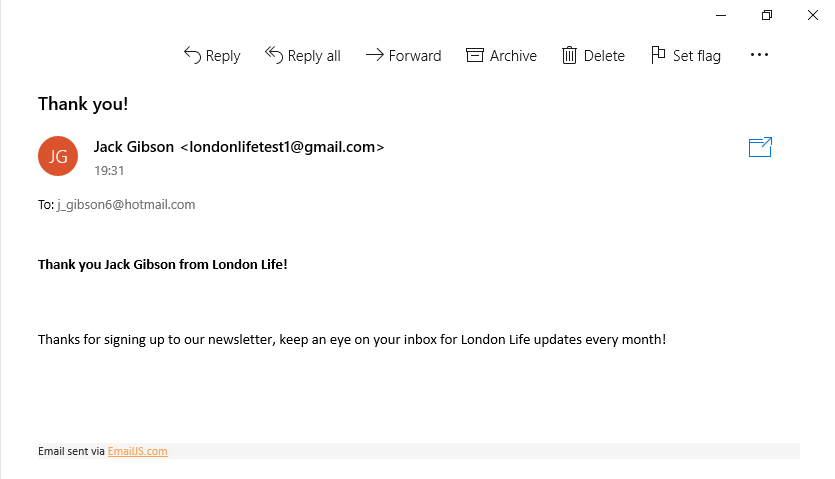 Reply Reply all Forward Archive Delete Set flag
Thank you!
JG
Jack Gibson <londonlifetest1@gmail.com>
19:31
To: j_gibson6@hotmail.com
Thank you Jack Gibson from London Life!
Thanks for signing up to our newsletter, keep an eye on your inbox for London Life updates every month!
Email sent via EmailJS.com